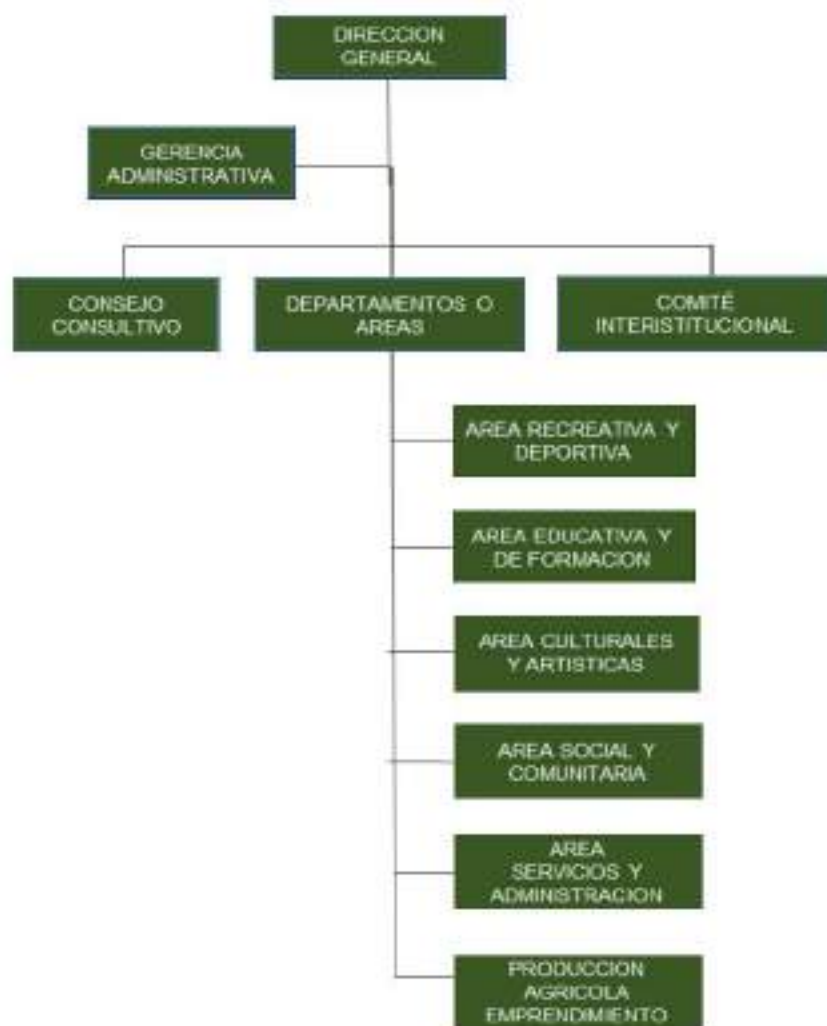 DIRECCION
GENERAL
GERENCIA
ADMINISTRATIVA
CONSEJO
CONSULTIVO
DEPARTAMENTOS O
AREAS
COMITÉ
INTERISTITUCIONAL
AREA RECREATIVA Y
DEPORTIVA
AREA EDUCATIVA Y
DE FORMACION
AREA CULTURALES
Y ARTISTICAS
AREA SOCIAL Y
COMUNITARIA
AREA
SERVICIOS Y
ADMINISTRACION
PRODUCCION
AGRICOLA
EMPRENDIMIENTO